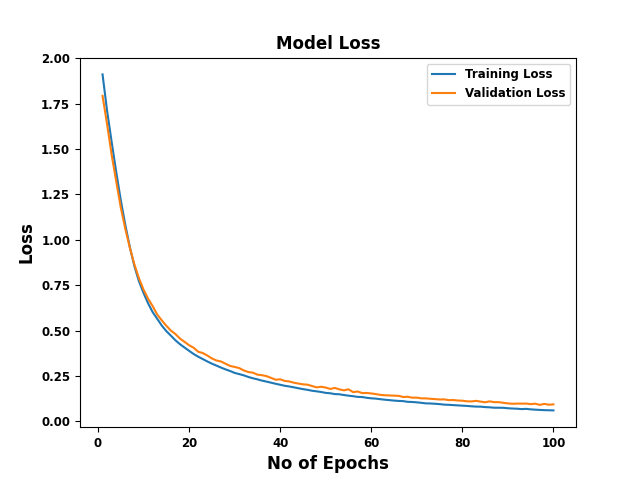 Model Loss
Training Loss
Validation Loss
2.00
1.75
1.50
1.25
1.00
0.75
0.50
0.25
0.00
Loss
0 20 40 60 80 100
No of Epochs